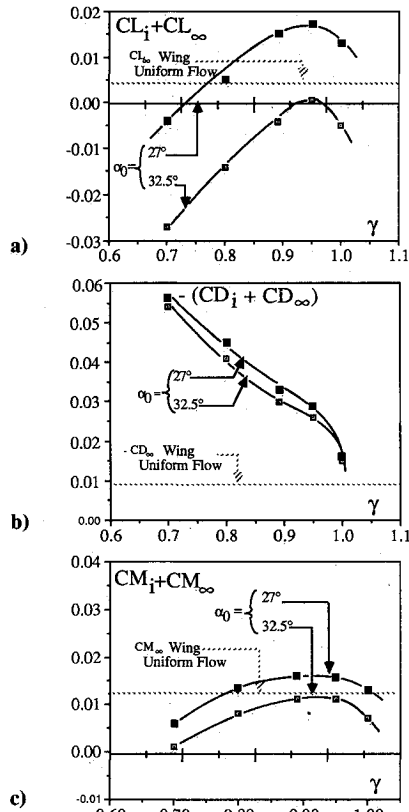 0.02
CLi+CL∞
CL∞ Wing
Uniform Flow
0.01
0.00
α0=
27°
32.5°
-0.01
-0.02
-0.03
γ
a)
0.6 0.7 0.8 0.9 1.0 1.1
0.06
- (CDi + CD∞)
0.05
0.04
α0=
27°
32.5°
0.03
0.02
- CD∞ Wing
Uniform Flow
0.01
0.00
γ
b)
0.6 0.7 0.8 0.9 1.0 1.1
0.04
CMi+CM∞
27°
α0=
32.5°
0.03
0.02
CM∞ Wing
Uniform Flow
0.01
0.00
γ
-0.01
c)